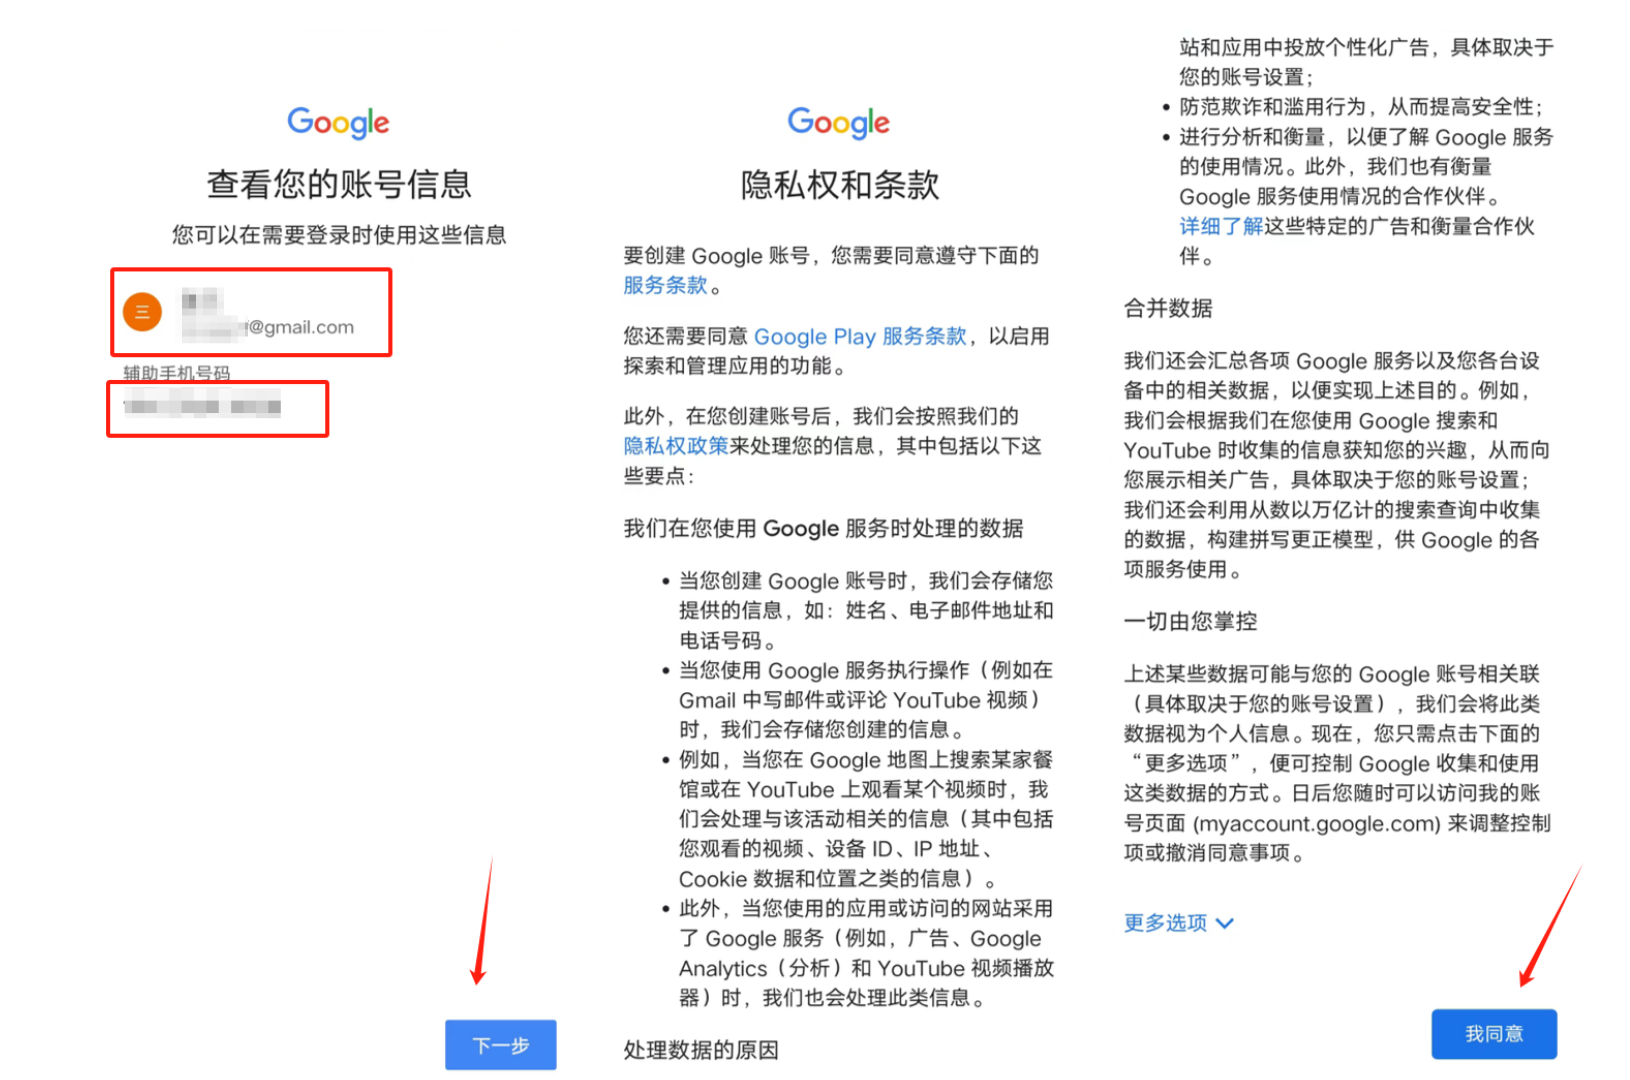 Google
查看您的账号信息
您可以在需要登录时使用这些信息
三
@gmail.com
辅助手机号码
下一步
Google
隐私权和条款
要创建 Google 账号，您需要同意遵守下面的
服务条款。
您还需要同意 Google Play 服务条款，以启用
探索和管理应用的功能。
此外，在您创建账号后，我们会按照我们的
隐私权政策来处理您的信息，其中包括以下这
些要点：
我们在您使用 Google 服务时处理的数据
• 当您创建 Google 账号时，我们会存储您
提供的信息，如：姓名、电子邮件地址和
电话号码。
• 当您使用 Google 服务执行操作（例如在
Gmail 中写邮件或评论 YouTube 视频）
时，我们会存储您创建的信息。
• 例如，当您在 Google 地图上搜索某家餐
馆或在 YouTube 上观看某个视频时，我
们会处理与该活动相关的信息（其中包括
您观看的视频、设备 ID、IP 地址、
Cookie 数据和位置之类的信息）。
• 此外，当您使用的应用或访问的网站采用
了 Google 服务（例如，广告、Google
Analytics（分析）和 YouTube 视频播放
器）时，我们也会处理此类信息。
处理数据的原因
站和应用中投放个性化广告，具体取决于
您的账号设置；
• 防范欺诈和滥用行为，从而提高安全性；
• 进行分析和衡量，以便了解 Google 服务
的使用情况。此外，我们也有衡量
Google 服务使用情况的合作伙伴。
详细了解这些特定的广告和衡量合作伙
伴。
合并数据
我们还会汇总各项 Google 服务以及您各台设
备中的相关数据，以便实现上述目的。例如，
我们会根据我们在您使用 Google 搜索和
YouTube 时收集的信息获知您的兴趣，从而向
您展示相关广告，具体取决于您的账号设置；
我们还会利用从数以万亿计的搜索查询中收集
的数据，构建拼写更正模型，供 Google 的各
项服务使用。
一切由您掌控
上述某些数据可能与您的 Google 账号相关联
（具体取决于您的账号设置），我们会将此类
数据视为个人信息。现在，您只需点击下面的
“更多选项”，便可控制 Google 收集和使用
这类数据的方式。日后您随时可以访问我的账
号页面 (myaccount.google.com) 来调整控制
项或撤消同意事项。
更多选项
我同意